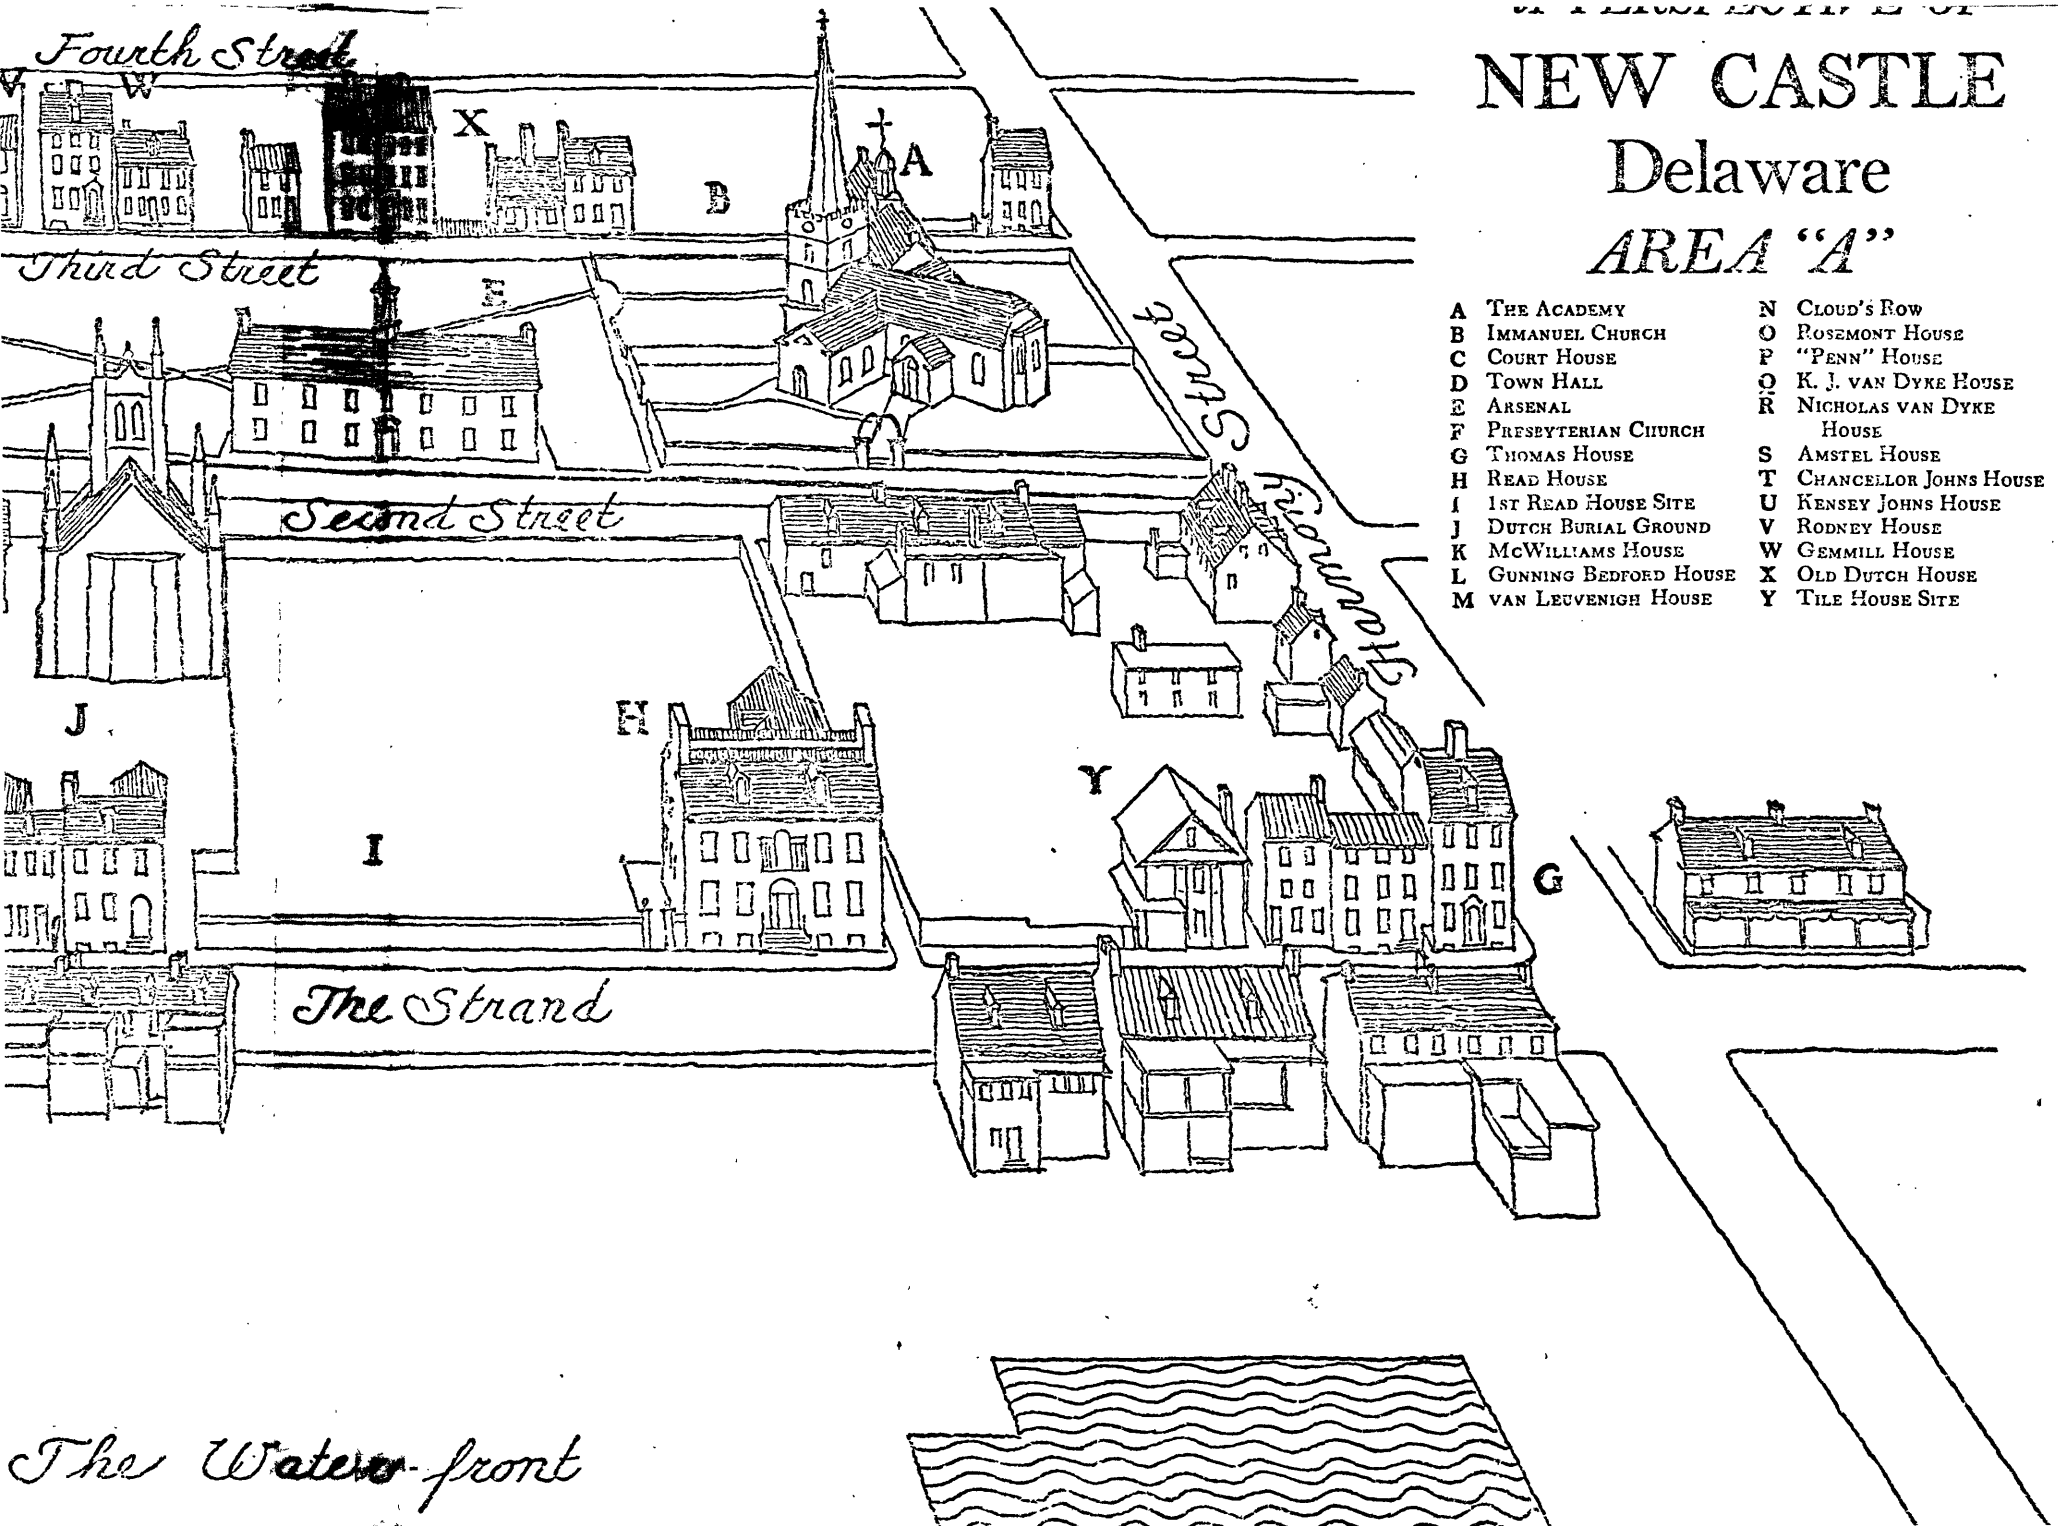 A PERSPECTIVE OF
NEW CASTLE
Delaware
AREA “A”
A THE ACADEMY
B IMMANUEL CHURCH
C COURT HOUSE
D TOWN HALL
E ARSENAL
F PRESBYTERIAN CHURCH
G THOMAS HOUSE
H READ HOUSE
I 1ST READ HOUSE SITE
J DUTCH BURIAL GROUND
K MCWILLIAMS HOUSE
L GUNNING BEDFORD HOUSE
M VAN LEUVENIGH HOUSE
N CLOUD'S ROW
O ROSEMONT HOUSE
P “PENN” HOUSE
Q K. J. VAN DYKE HOUSE
R NICHOLAS VAN DYKE
HOUSE
S AMSTEL HOUSE
T CHANCELLOR JOHNS HOUSE
U KENSEY JOHNS HOUSE
V RODNEY HOUSE
W GEMMILL HOUSE
X OLD DUTCH HOUSE
Y TILE HOUSE SITE
Fourth Street
V
W
X
B
A
Third Street
E
Second Street
Harmony Street
J
H
Y
I
G
The Strand
The Water-front